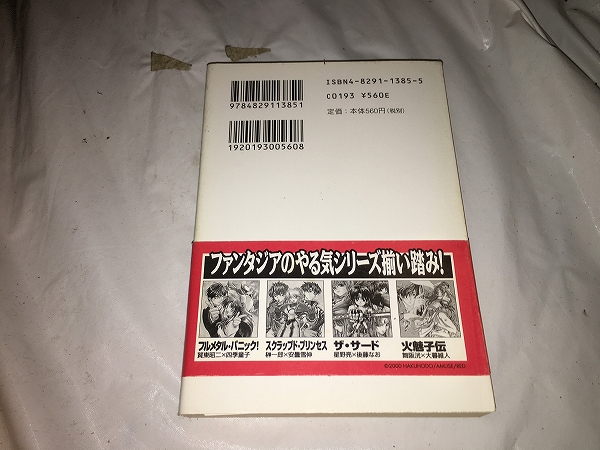 ISBN4-8291-1385-5
C0193 ¥560E
定価:本体560円(税別)
9784829113851
1920193005608
ファンタジアのやる気シリーズ揃い踏み!
フルメタル・パニック!
賀東昭二×四季童子
スクラップド・プリンセス
榊一郎×安曇雪伸
ザ・サード
星野亮×後藤なお
火魅子伝
舞阪洸×大暮維人
©2000 HAKUHODO/AMUSE/RED